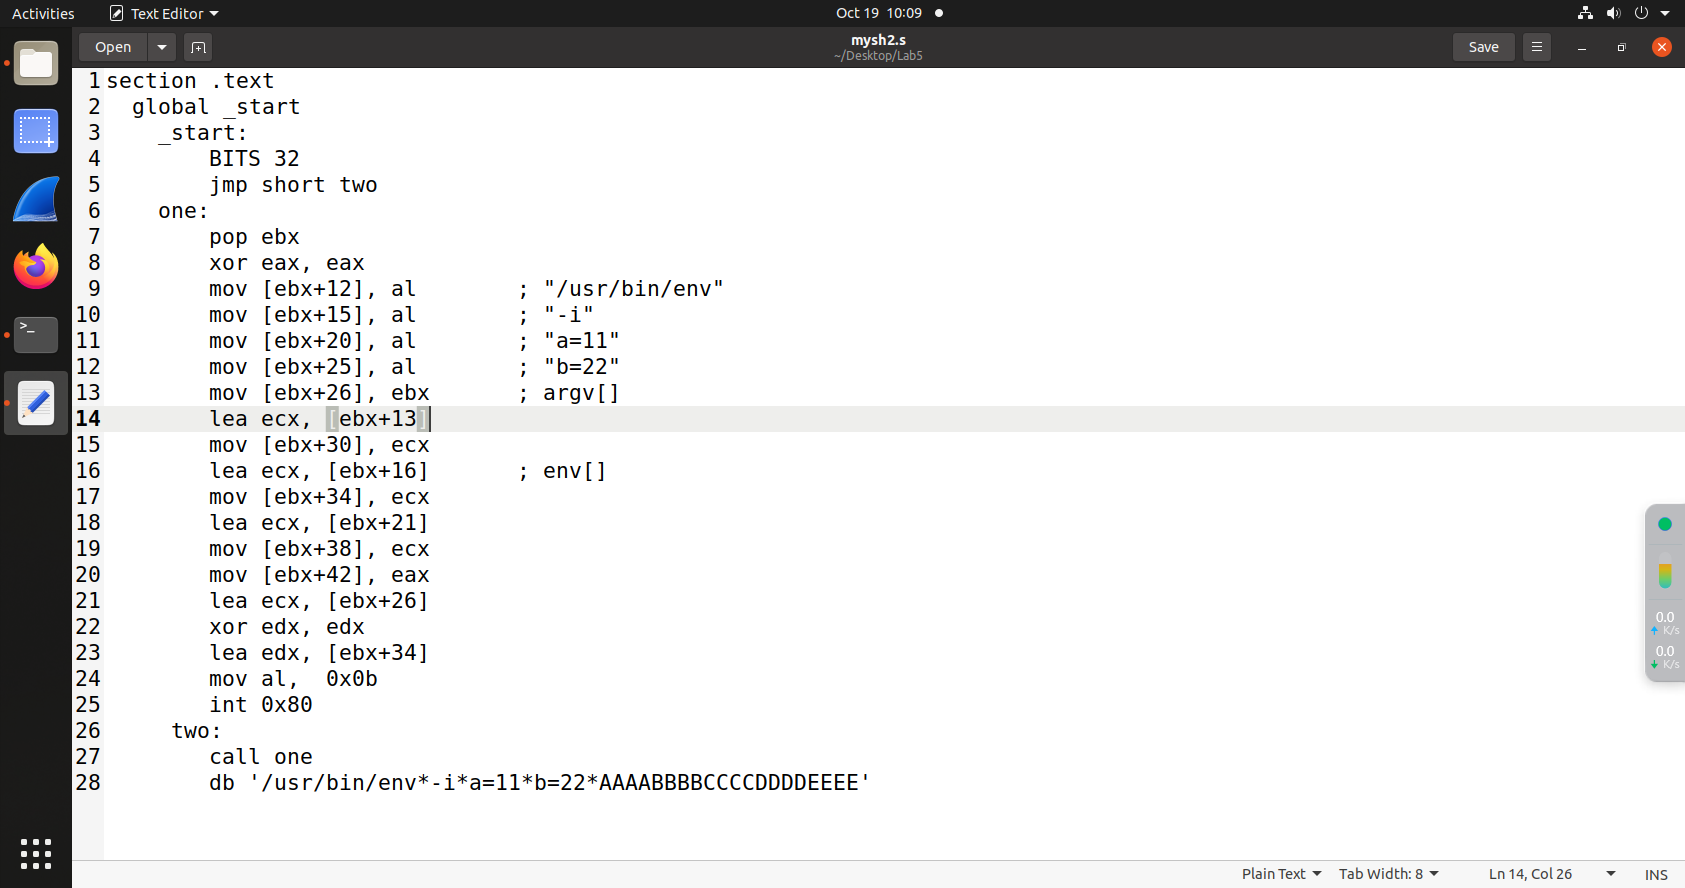 Activities Text Editor Oct 19 10:09
Open mysh2.s Save
~/Desktop/Lab5
1 section .text
2   global _start
3     _start:
4         BITS 32
5         jmp short two
6     one:
7         pop ebx
8         xor eax, eax
9         mov [ebx+12], al        ; "/usr/bin/env"
10         mov [ebx+15], al        ; "-i"
11         mov [ebx+20], al        ; "a=11"
12         mov [ebx+25], al        ; "b=22"
13         mov [ebx+26], ebx       ; argv[]
14         lea ecx, [ebx+13]
15         mov [ebx+30], ecx
16         lea ecx, [ebx+16]       ; env[]
17         mov [ebx+34], ecx
18         lea ecx, [ebx+21]
19         mov [ebx+38], ecx
20         mov [ebx+42], eax
21         lea ecx, [ebx+26]
22         xor edx, edx
23         lea edx, [ebx+34]
24         mov al,  0x0b
25         int 0x80
26      two:
27         call one
28         db '/usr/bin/env*-i*a=11*b=22*AAAABBBBCCCCDDDDEEEE'
0.0
K/s
0.0
K/s
Plain Text Tab Width: 8 Ln 14, Col 26 INS